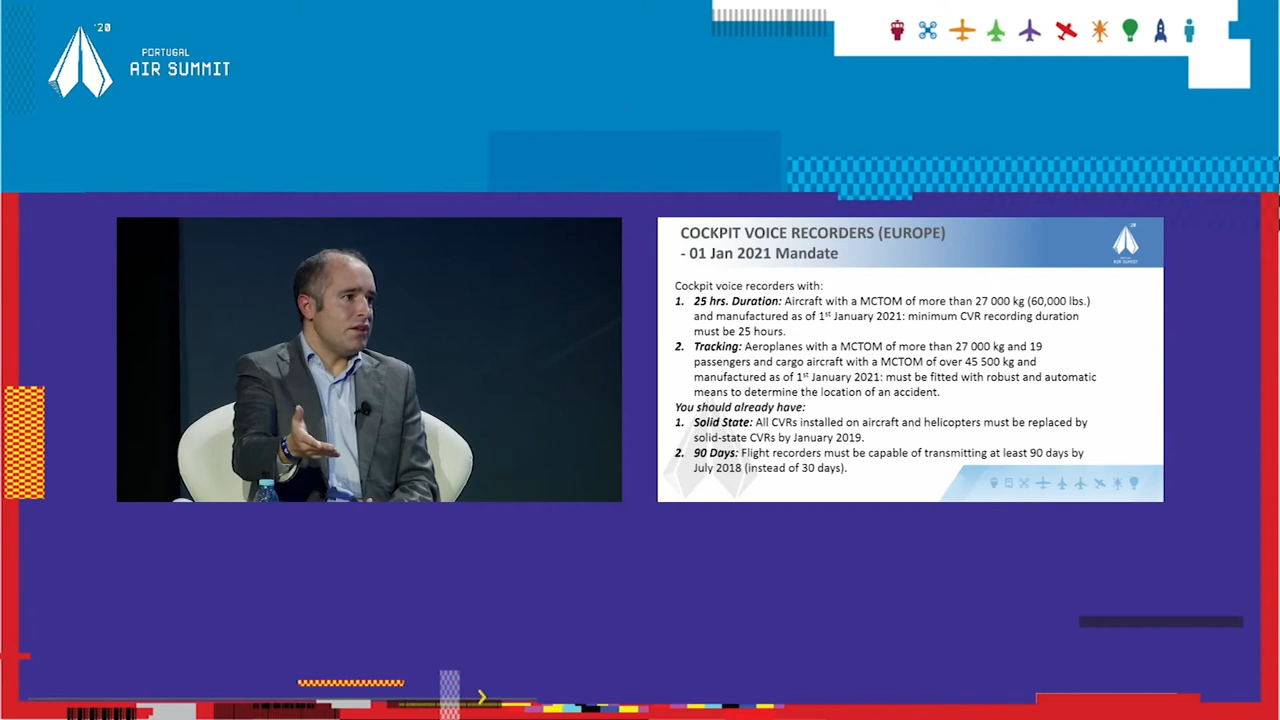 '20
PORTUGAL
AIR SUMMIT
COCKPIT VOICE RECORDERS (EUROPE)
- 01 Jan 2021 Mandate
Cockpit voice recorders with:
1. 25 hrs. Duration: Aircraft with a MCTOM of more than 27 000 kg (60,000 lbs.)
and manufactured as of 1st January 2021: minimum CVR recording duration
must be 25 hours.
2. Tracking: Aeroplanes with a MCTOM of more than 27 000 kg and 19
passengers and cargo aircraft with a MCTOM of over 45 500 kg and
manufactured as of 1st January 2021: must be fitted with robust and automatic
means to determine the location of an accident.
You should already have:
1. Solid State: All CVRs installed on aircraft and helicopters must be replaced by
solid-state CVRs by January 2019.
2. 90 Days: Flight recorders must be capable of transmitting at least 90 days by
July 2018 (instead of 30 days).